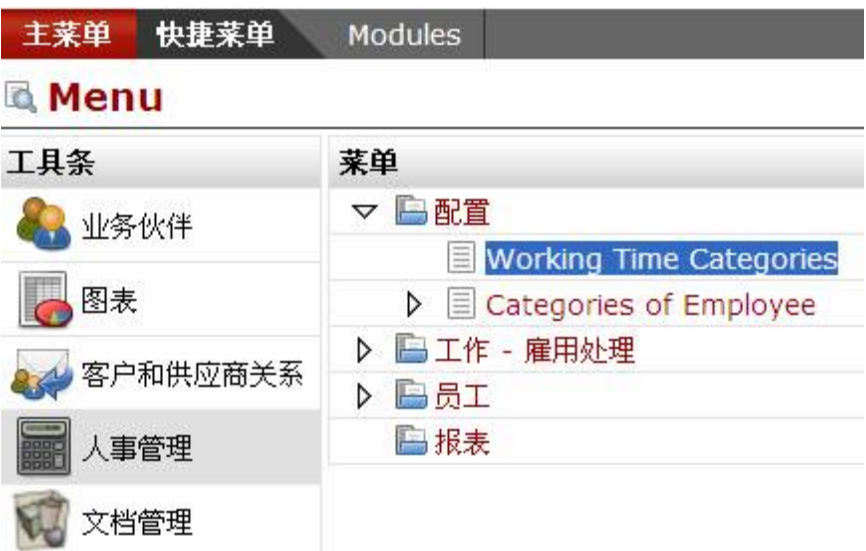 主菜单 快捷菜单 Modules
Menu
工具条
业务伙伴
图表
客户和供应商关系
人事管理
文档管理
菜单
配置
Working Time Categories
Categories of Employee
工作 - 雇用处理
员工
报表